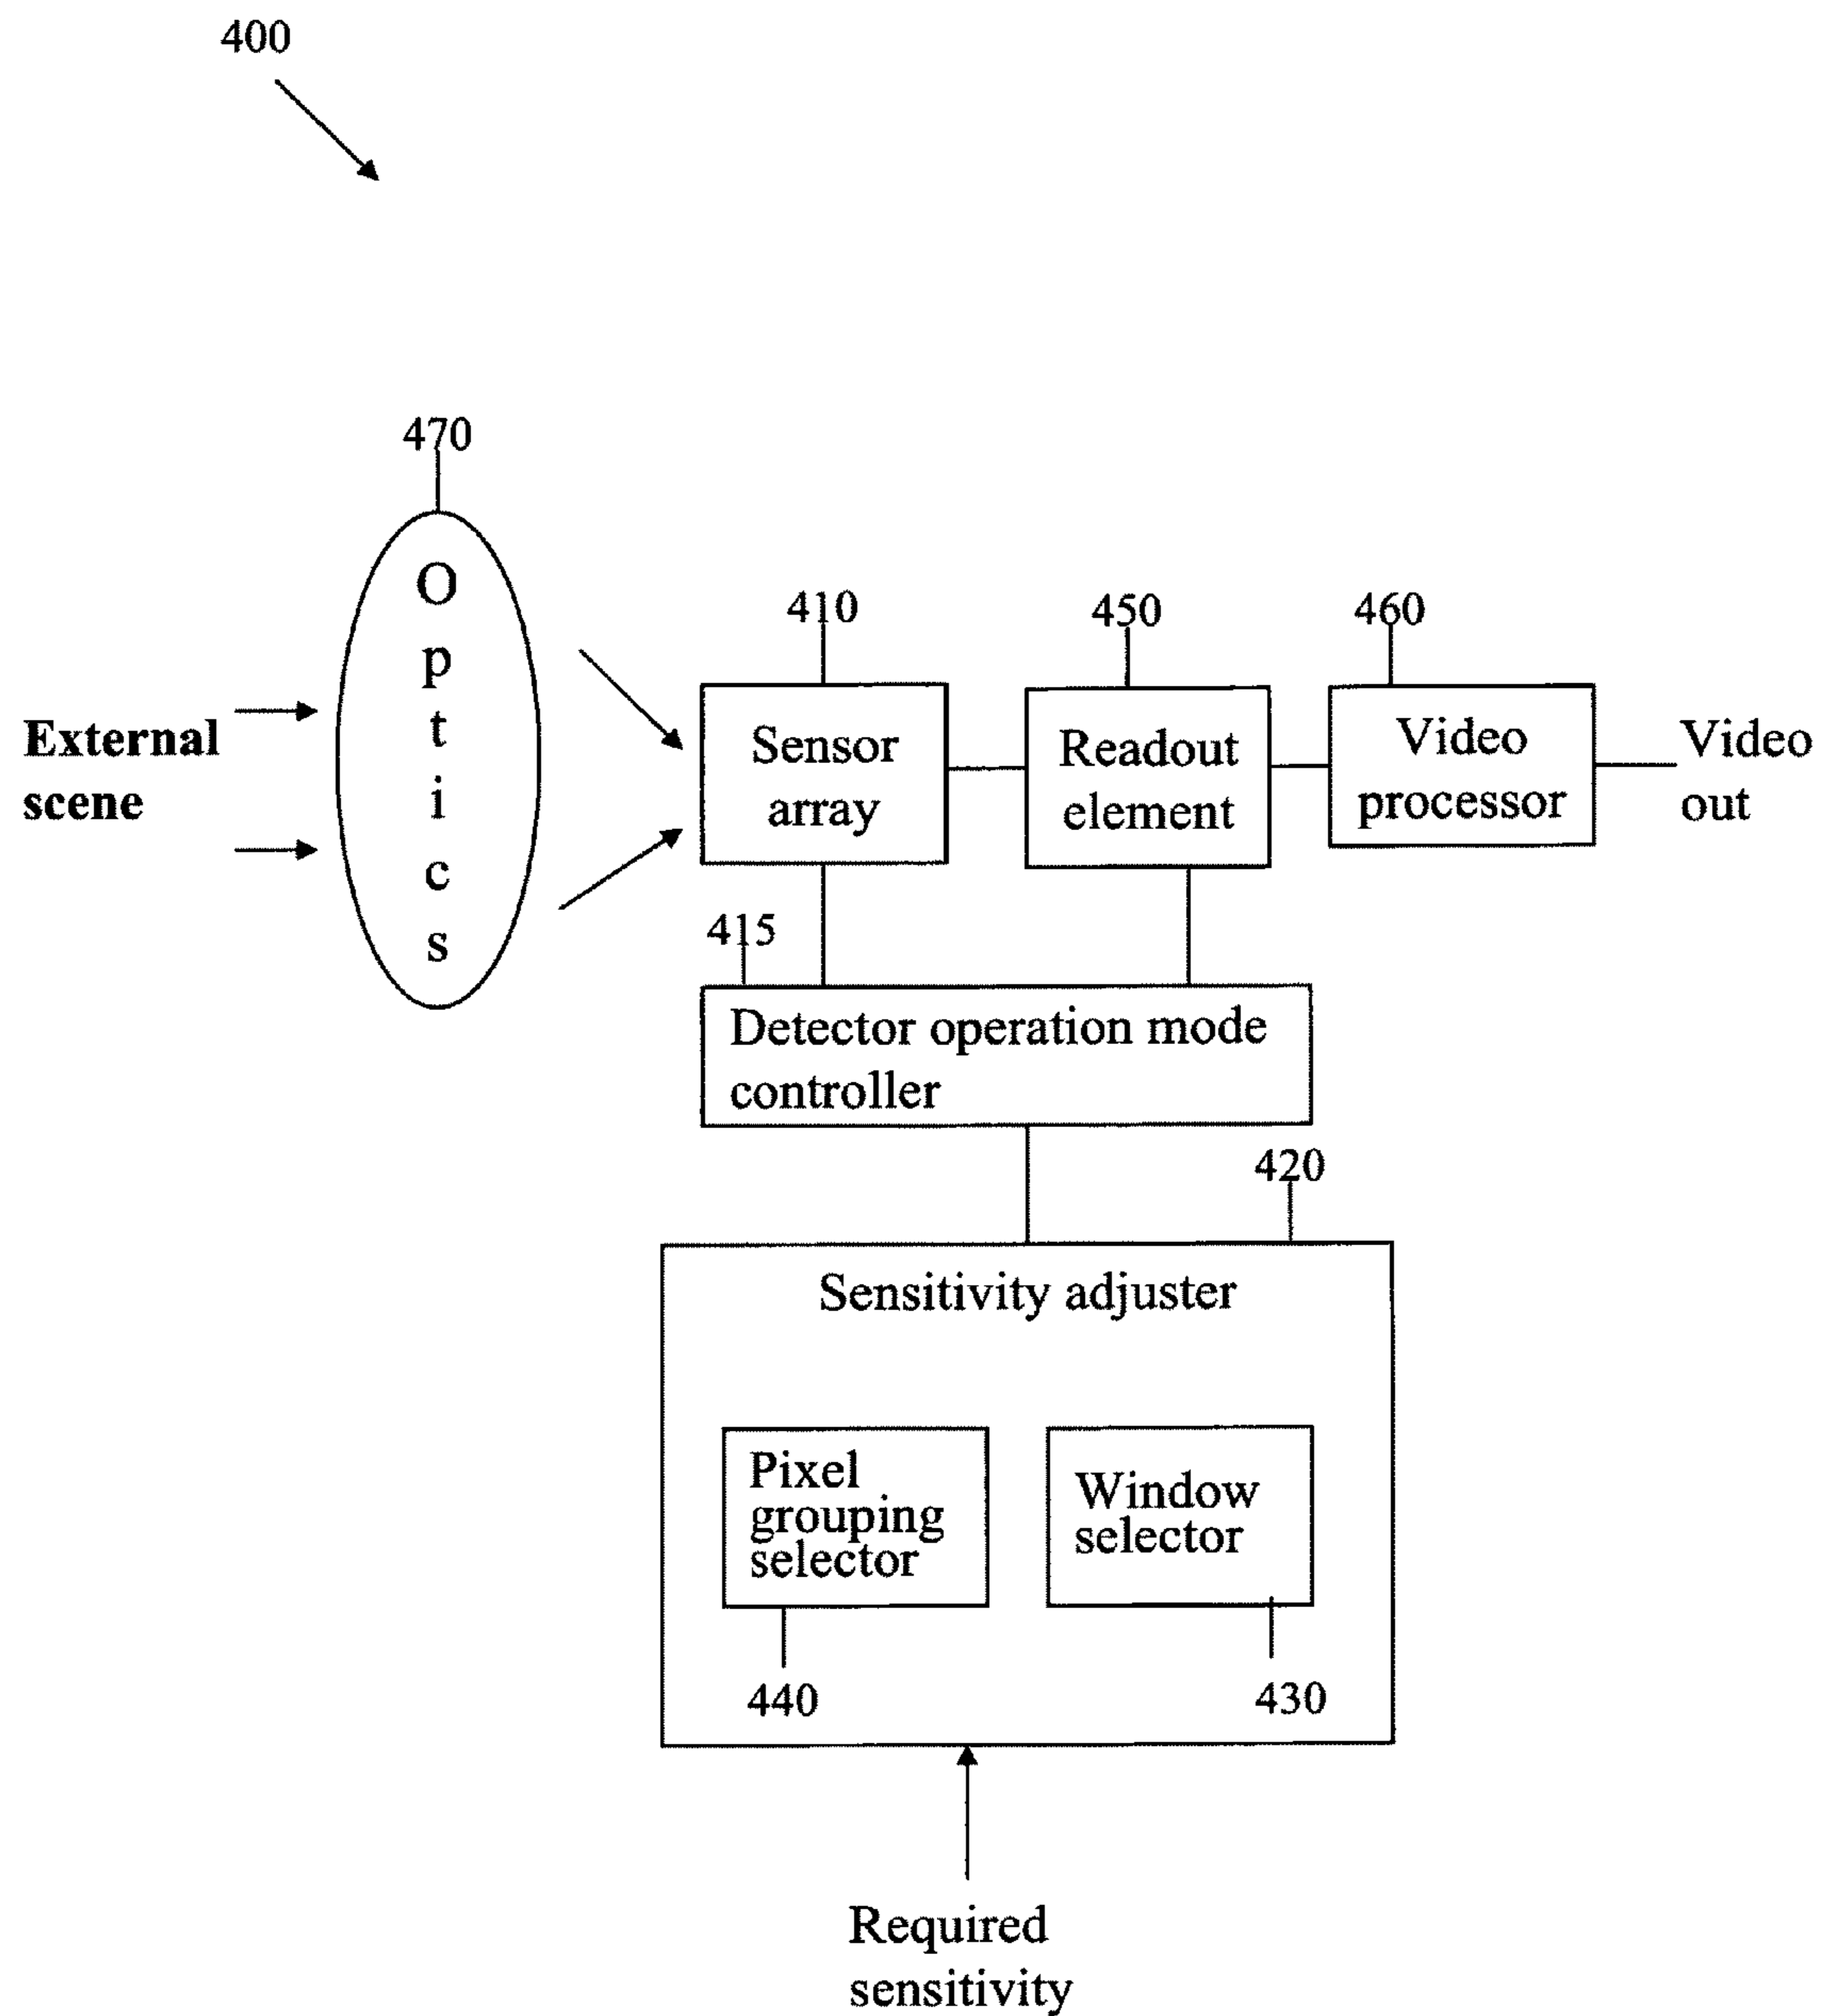 400
470
Optics
External
scene
410
Sensor
array
450
Readout
element
460
Video
processor
Video
out
415
Detector operation mode
controller
420
Sensitivity adjuster
Pixel
grouping
selector
Window
selector
440
430
Required
sensitivity